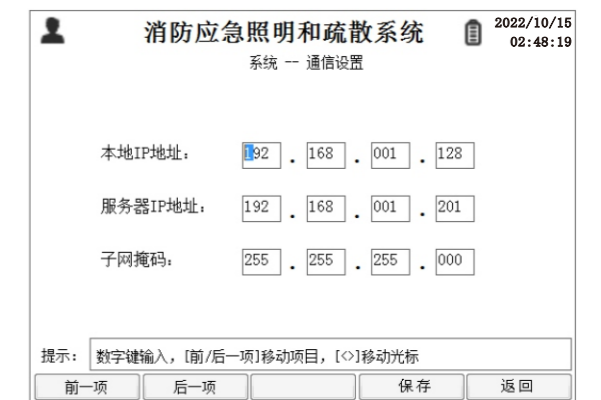 消防应急照明和疏散系统
2022/10/15
02:48:19
系统 -- 通信设置
本地IP地址: 192 . 168 . 001 . 128
服务器IP地址: 192 . 168 . 001 . 201
子网掩码: 255 . 255 . 255 . 000
提示: 数字键输入, [前/后一项]移动项目, [<>]移动光标
前一项 后一项 保存 返回